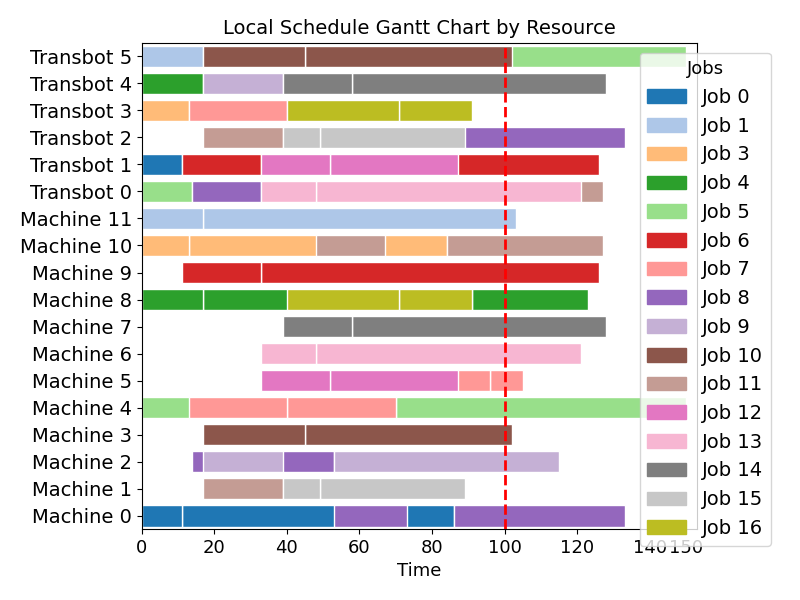 Local Schedule Gantt Chart by Resource
Transbot 5
Transbot 4
Transbot 3
Transbot 2
Transbot 1
Transbot 0
Machine 11
Machine 10
Machine 9
Machine 8
Machine 7
Machine 6
Machine 5
Machine 4
Machine 3
Machine 2
Machine 1
Machine 0
Jobs
Job 0
Job 1
Job 3
Job 4
Job 5
Job 6
Job 7
Job 8
Job 9
Job 10
Job 11
Job 12
Job 13
Job 14
Job 15
Job 16
0 20 40 60 80 100 120 140 150
Time